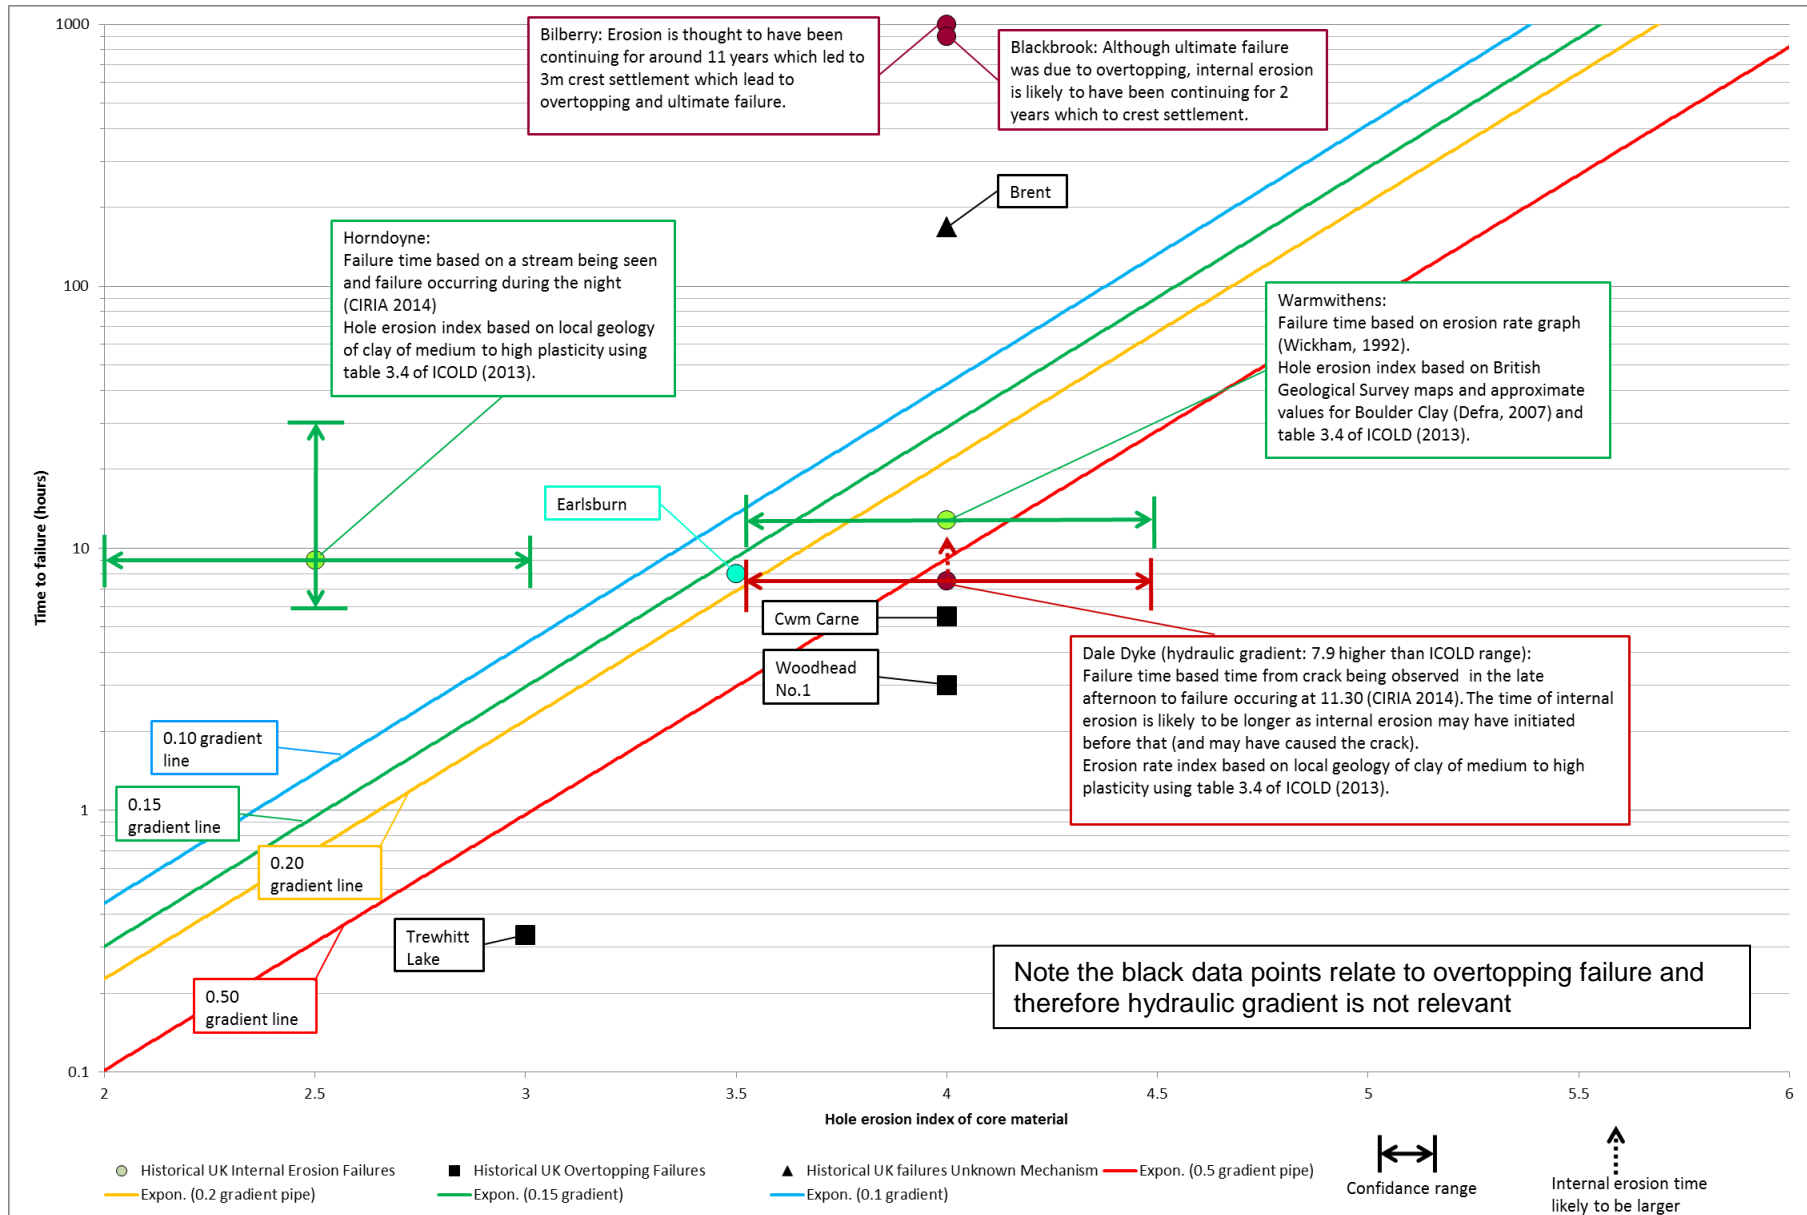 1000
100
10
1
0.1
Time to failure (hours)
Bilberry: Erosion is thought to have been
continuing for around 11 years which led to
3m crest settlement which lead to
overtopping and ultimate failure.
Blackbrook: Although ultimate failure
was due to overtopping, internal erosion
is likely to have been continuing for 2
years which to crest settlement.
Brent
Horndoyne:
Failure time based on a stream being seen
and failure occurring during the night
(CIRIA 2014)
Hole erosion index based on local geology
of clay of medium to high plasticity using
table 3.4 of ICOLD (2013).
Warmwithens:
Failure time based on erosion rate graph
(Wickham, 1992).
Hole erosion index based on British
Geological Survey maps and approximate
values for Boulder Clay (Defra, 2007) and
table 3.4 of ICOLD (2013).
Earlsburn
Cwm Carne
Woodhead
No.1
Dale Dyke (hydraulic gradient: 7.9 higher than ICOLD range):
Failure time based time from crack being observed in the late
afternoon to failure occuring at 11.30 (CIRIA 2014). The time of internal
erosion is likely to be longer as internal erosion may have initiated
before that (and may have caused the crack).
Erosion rate index based on local geology of clay of medium to high
plasticity using table 3.4 of ICOLD (2013).
0.10 gradient
line
0.15
gradient line
0.20
gradient line
0.50
gradient line
Trewhitt
Lake
Note the black data points relate to overtopping failure and
therefore hydraulic gradient is not relevant
2
2.5
3
3.5
4
4.5
5
5.5
6
Hole erosion index of core material
Historical UK Internal Erosion Failures
Historical UK Overtopping Failures
Historical UK failures Unknown Mechanism
Expon. (0.5 gradient pipe)
Expon. (0.2 gradient pipe)
Expon. (0.15 gradient)
Expon. (0.1 gradient)
Confidance range
Internal erosion time
likely to be larger